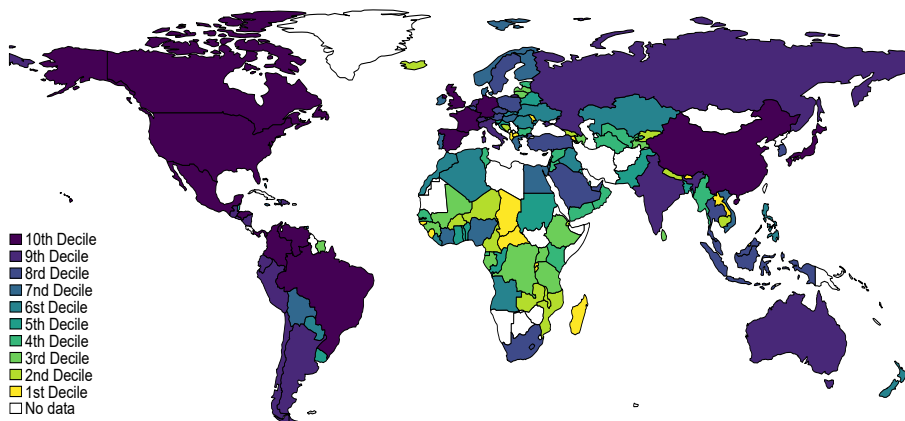 10th Decile
9th Decile
8rd Decile
7nd Decile
6st Decile
5th Decile
4th Decile
3rd Decile
2nd Decile
1st Decile
No data